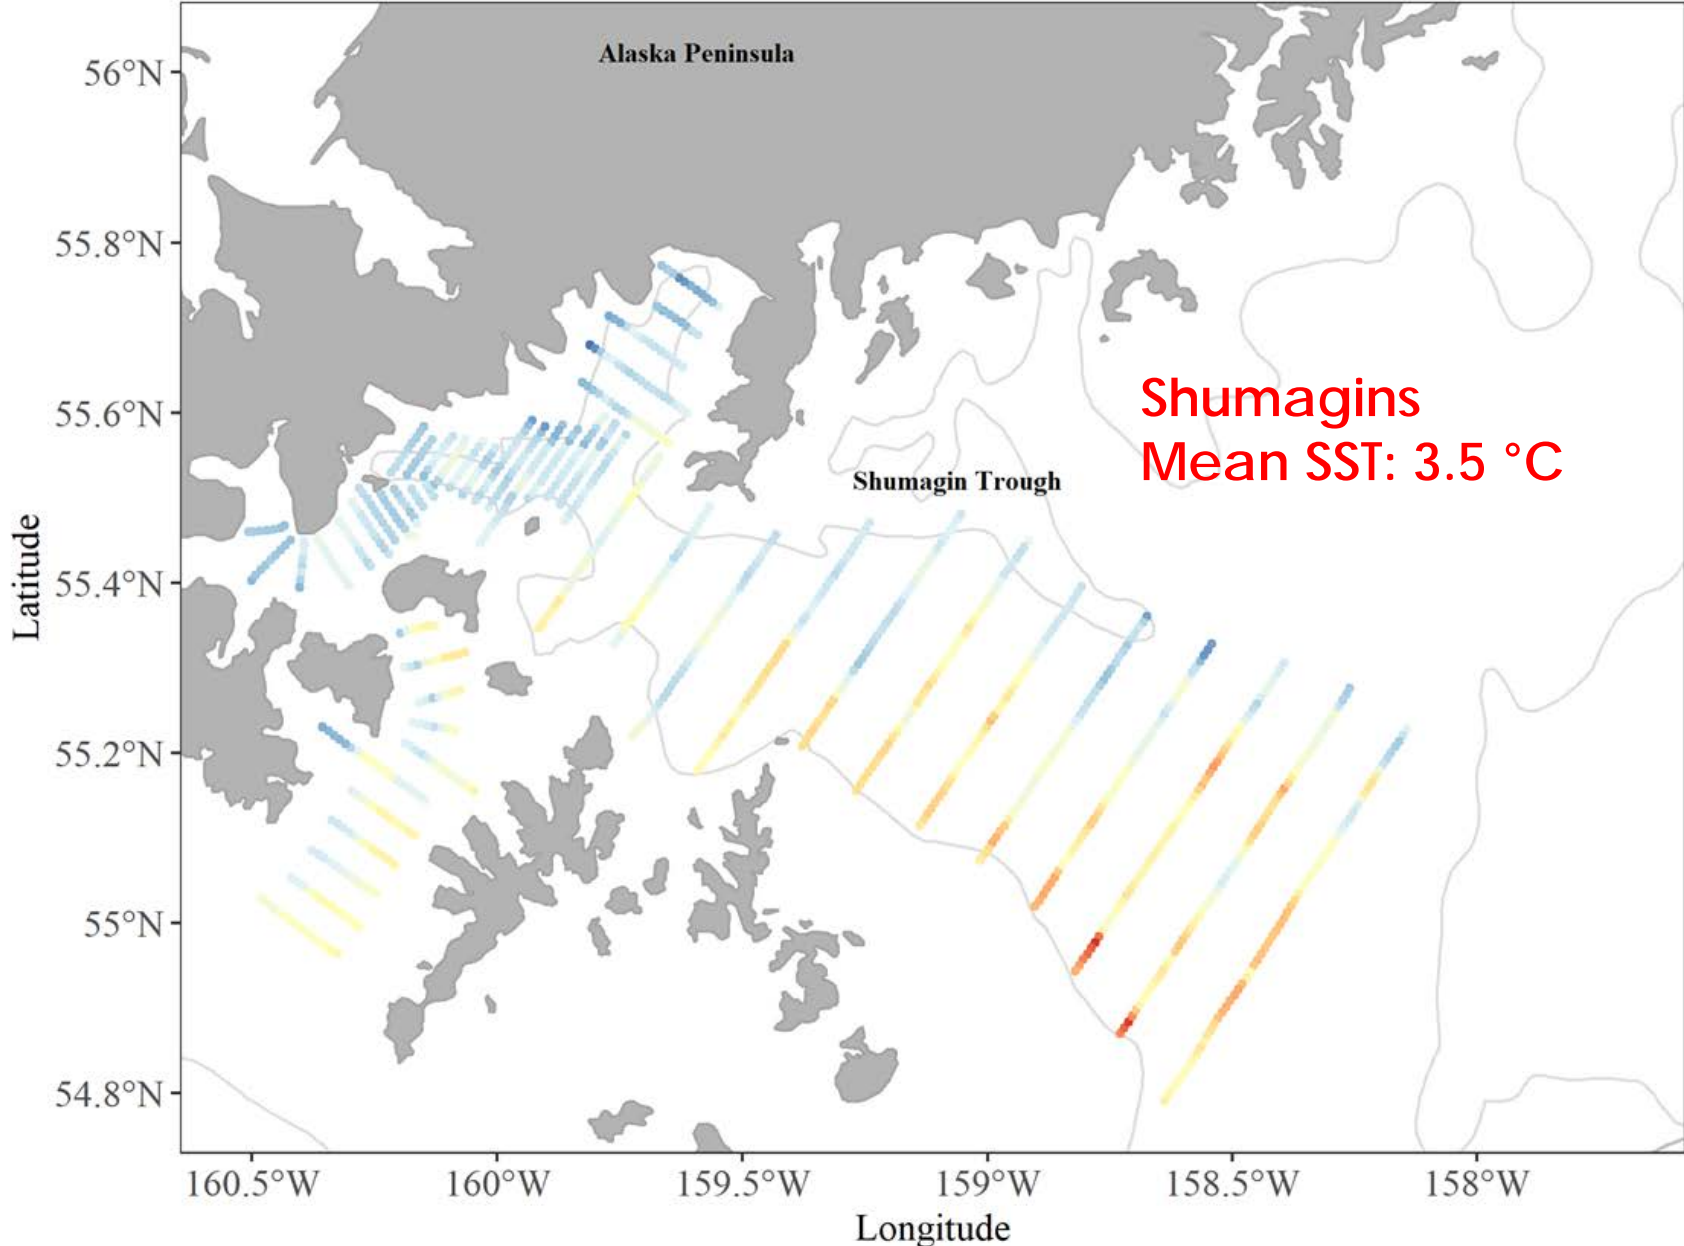 Alaska Peninsula
56°N
55.8°N
55.6°N
55.4°N
55.2°N
55°N
54.8°N
Latitude
Shumagins
Mean SST: 3.5 °C
Shumagin Trough
160.5°W
160°W
159.5°W
159°W
158.5°W
158°W
Longitude